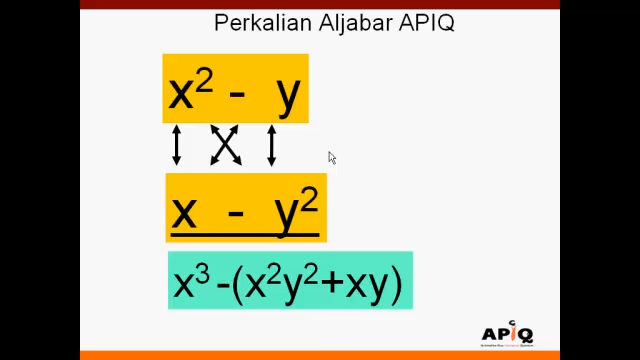 Perkalian Aljabar APIQ
x² - y
x - y²
x³ -(x²y²+xy)
APiQ